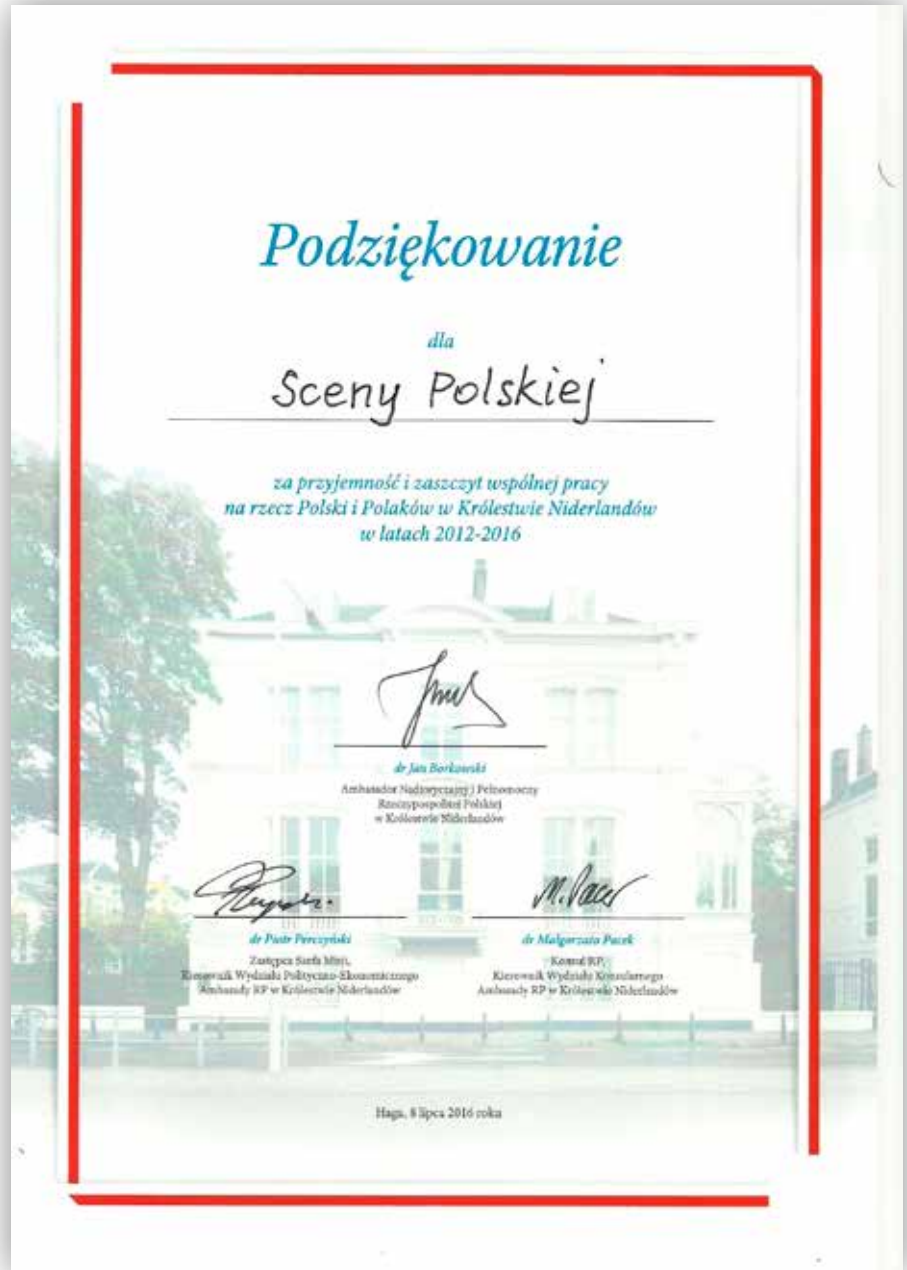 Podziękowanie
dla
Sceny Polskiej
za przyjemność i zaszczyt wspólnej pracy
na rzecz Polski i Polaków w Królestwie Niderlandów
w latach 2012-2016
dr Jan Borkowski
Ambasador Nadzwyczajny i Pełnomocny
Rzeczypospolitej Polskiej
w Królestwie Niderlandów
dr Piotr Perczyński
Zastępca Szefa Misji,
Kierownik Wydziału Polityczno-Ekonomicznego
Ambasady RP w Królestwie Niderlandów
M. Pacek
dr Małgorzata Pacek
Konsul RP,
Kierownik Wydziału Konsularnego
Ambasady RP w Królestwie Niderlandów
Haga, 8 lipca 2016 roku